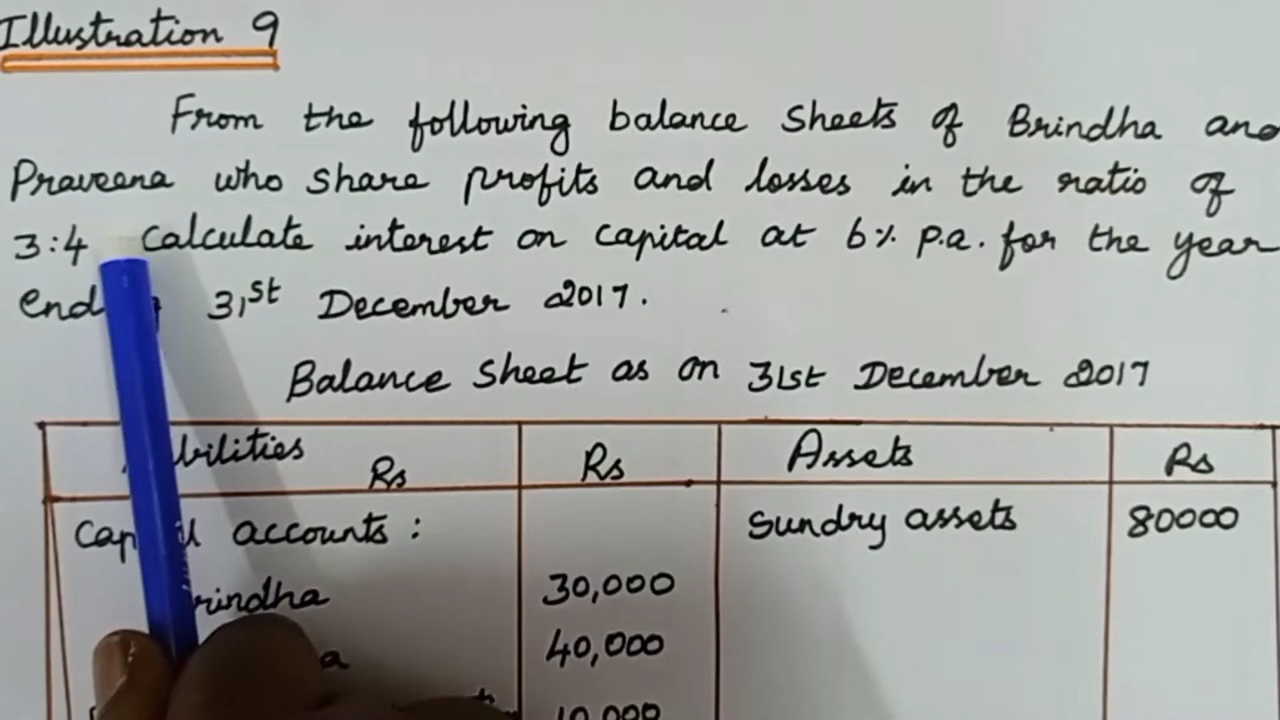 Illustration 9
From the following balance sheets of Brindha and
Praveena who share profits and losses in the ratio of
3:4 calculate interest on capital at 6% p.a. for the year
31st December 2017.
Balance Sheet as on 31st December 2017
Rs Rs Assets Rs
accounts : Sundry assets 80000
30,000
40,000
10,000